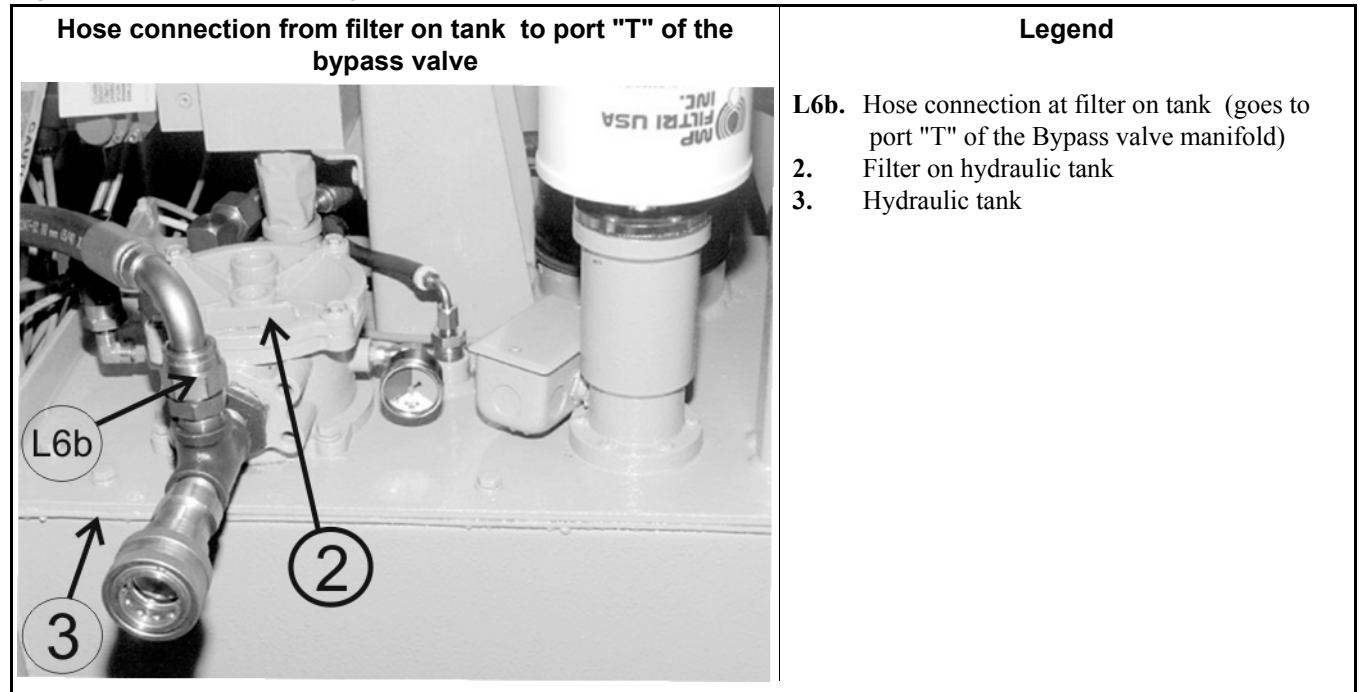 Hose connection from filter on tank to port "T" of the
bypass valve
Legend
L6b. Hose connection at filter on tank (goes to
port "T" of the Bypass valve manifold)
2. Filter on hydraulic tank
3. Hydraulic tank
MP
FILTRI USA
INC.
L6b
2
3